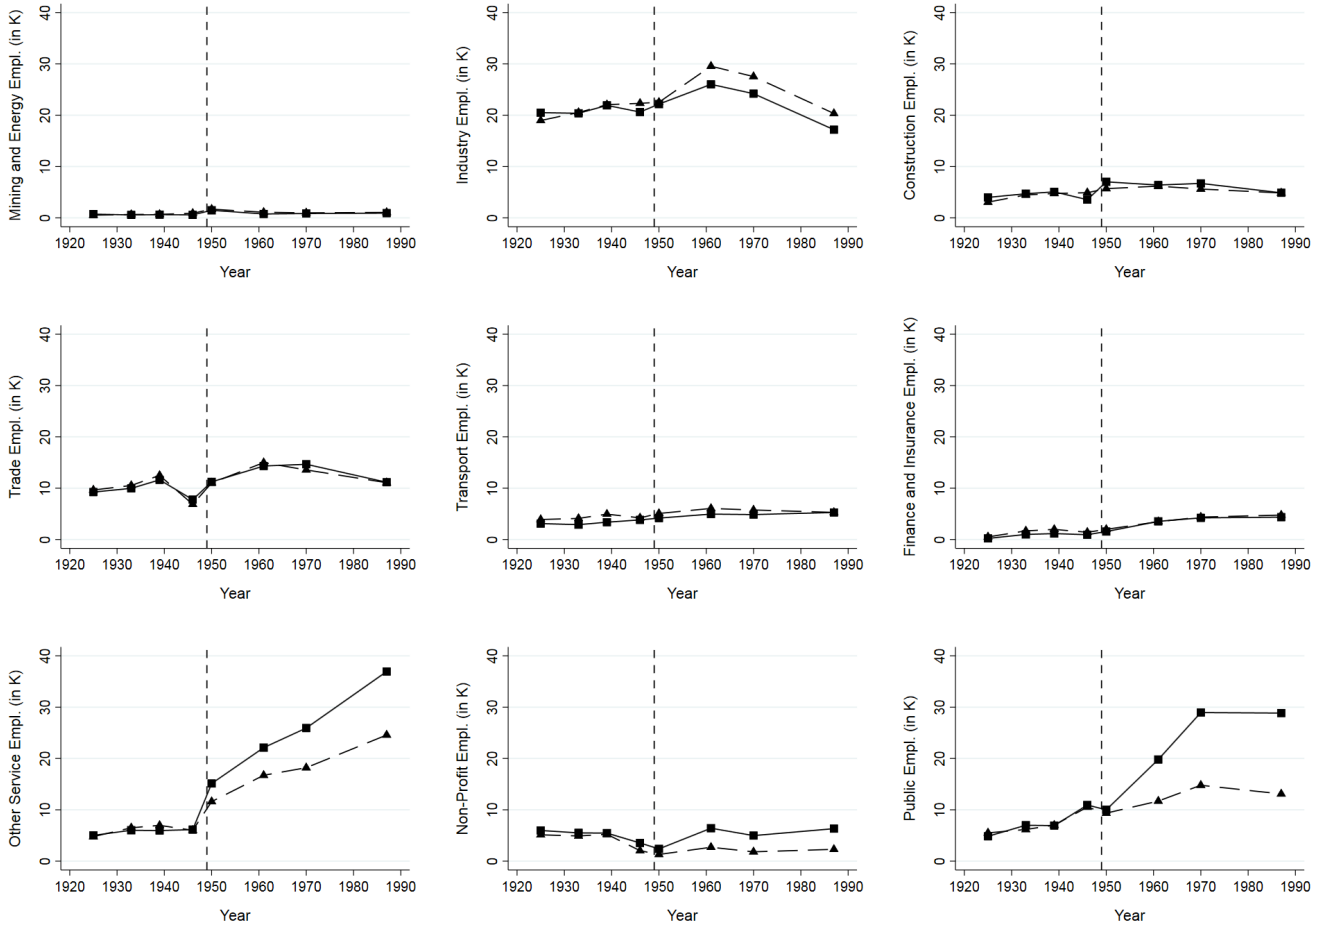 Mining and Energy Empl. (in K)
40
30
20
10
0
1920 1930 1940 1950 1960 1970 1980 1990
Year
Industry Empl. (in K)
40
30
20
10
0
1920 1930 1940 1950 1960 1970 1980 1990
Year
Construction Empl. (in K)
40
30
20
10
0
1920 1930 1940 1950 1960 1970 1980 1990
Year
Trade Empl. (in K)
40
30
20
10
0
1920 1930 1940 1950 1960 1970 1980 1990
Year
Transport Empl. (in K)
40
30
20
10
0
1920 1930 1940 1950 1960 1970 1980 1990
Year
Finance and Insurance Empl. (in K)
40
30
20
10
0
1920 1930 1940 1950 1960 1970 1980 1990
Year
Other Service Empl. (in K)
40
30
20
10
0
1920 1930 1940 1950 1960 1970 1980 1990
Year
Non-Profit Empl. (in K)
40
30
20
10
0
1920 1930 1940 1950 1960 1970 1980 1990
Year
Public Empl. (in K)
40
30
20
10
0
1920 1930 1940 1950 1960 1970 1980 1990
Year